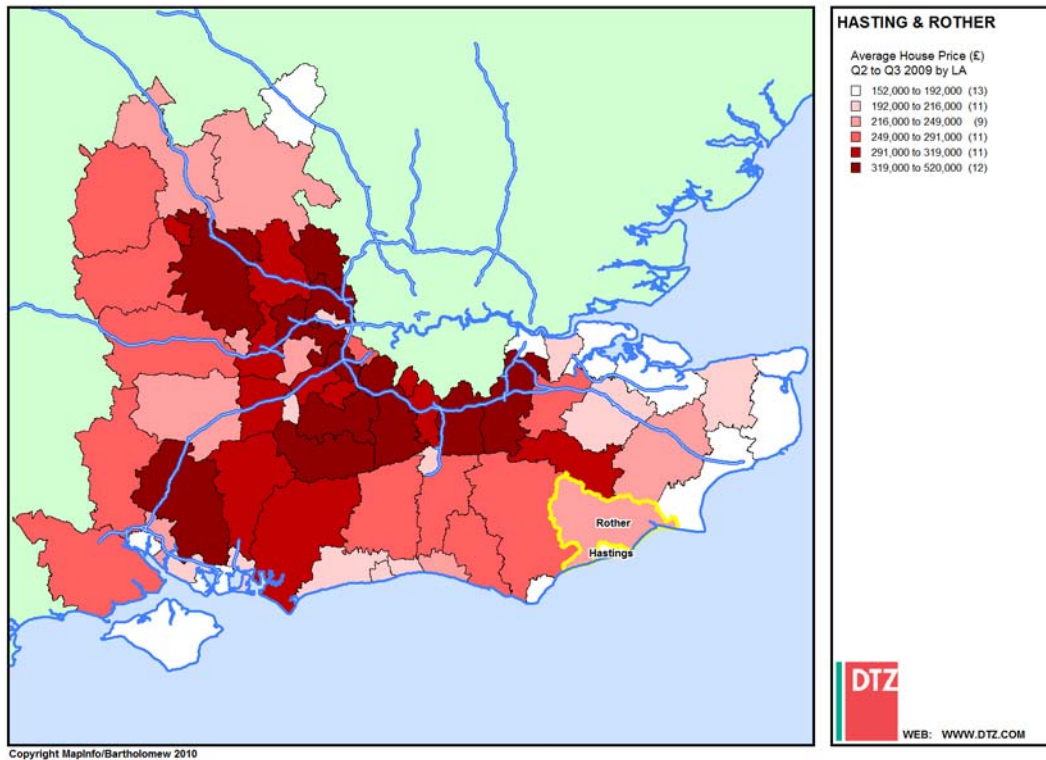 HASTING & ROTHER
Average House Price (£)
Q2 to Q3 2009 by LA
152,000 to 192,000 (13)
192,000 to 216,000 (11)
216,000 to 249,000 (9)
249,000 to 291,000 (11)
291,000 to 319,000 (11)
319,000 to 520,000 (12)
Rother
Hastings
DTZ
WEB: WWW.DTZ.COM
Copyright MapInfo/Bartholomew 2010